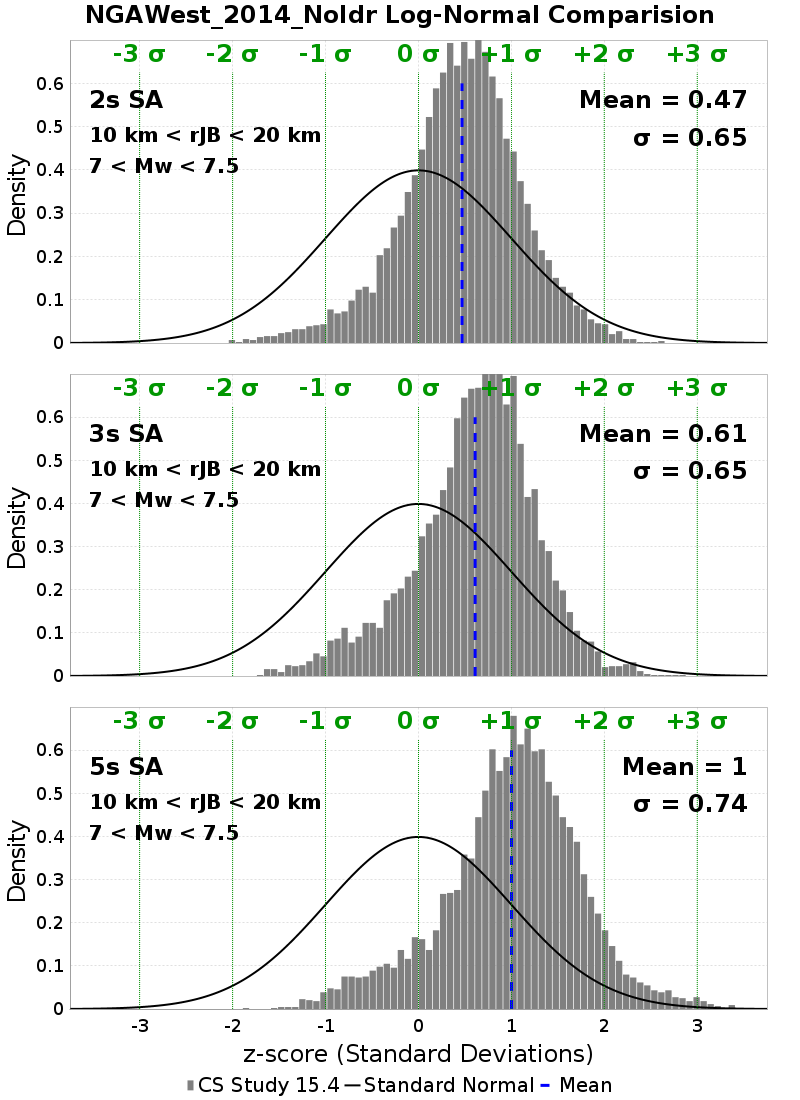 NGAWest_2014_NoIdr Log-Normal Comparision
-3 σ -2 σ -1 σ 0 σ +1 σ +2 σ +3 σ
2s SA
Mean = 0.47
10 km < rJB < 20 km
σ = 0.65
7 < Mw < 7.5
Density
0.6
0.5
0.4
0.3
0.2
0.1
0
-3 σ -2 σ -1 σ 0 σ +1 σ +2 σ +3 σ
3s SA
Mean = 0.61
10 km < rJB < 20 km
σ = 0.65
7 < Mw < 7.5
Density
0.6
0.5
0.4
0.3
0.2
0.1
0
-3 σ -2 σ -1 σ 0 σ +1 σ +2 σ +3 σ
5s SA
Mean = 1
10 km < rJB < 20 km
σ = 0.74
7 < Mw < 7.5
Density
0.6
0.5
0.4
0.3
0.2
0.1
0
-3 -2 -1 0 1 2 3
z-score (Standard Deviations)
CS Study 15.4 Standard Normal Mean